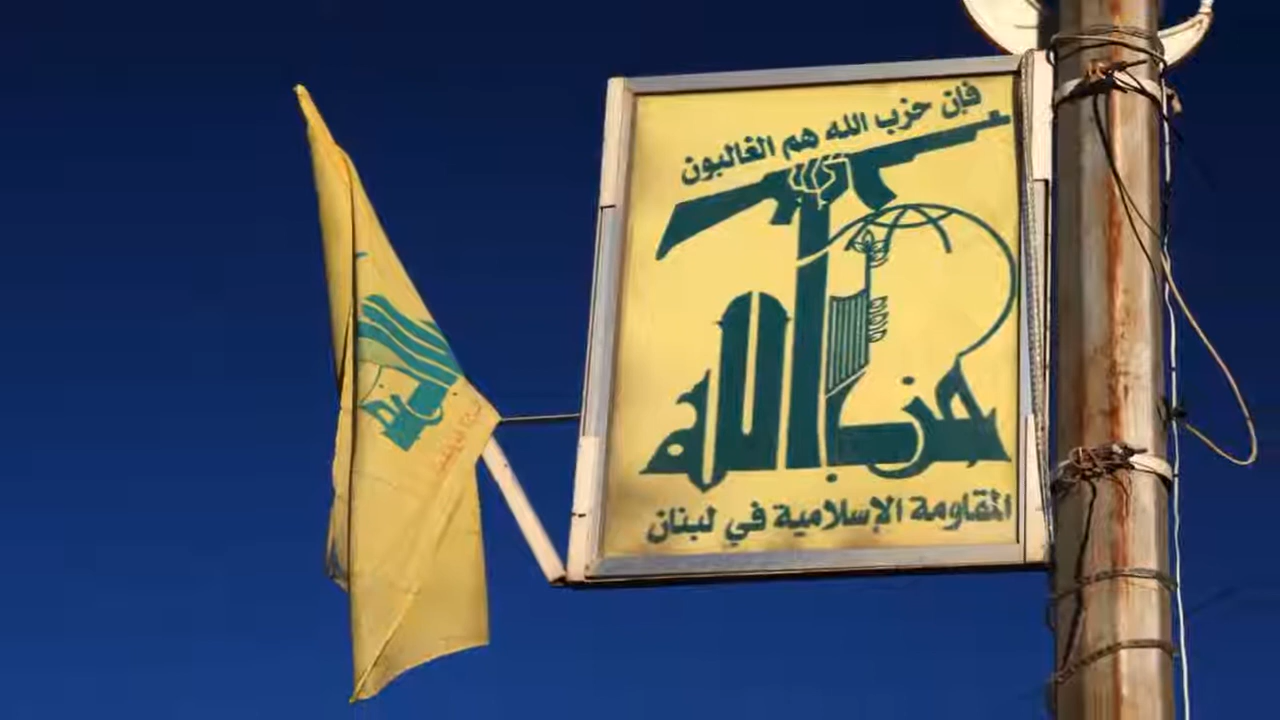 فإن حزب الله هم الغالبون
حزب الله
المقاومة الإسلامية في لبنان